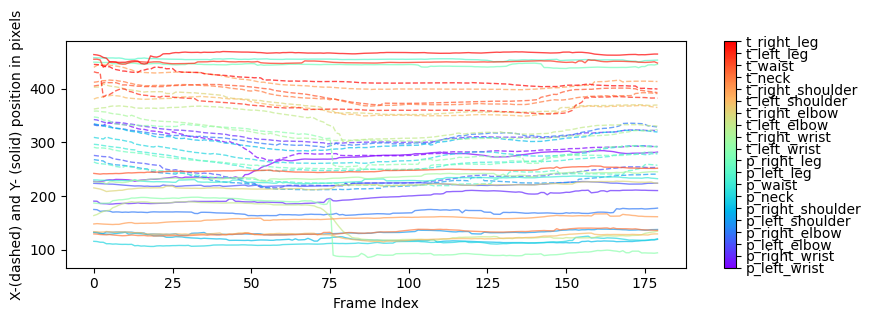 X-(dashed) and Y- (solid) position in pixels
400
300
200
100
0
25
50
75
100
125
150
175
Frame Index
t_right_leg
t_left_leg
t_waist
t_neck
t_right_shoulder
t_left_shoulder
t_right_elbow
t_left_elbow
t_right_wrist
t_left_wrist
p_right_leg
p_left_leg
p_waist
p_neck
p_right_shoulder
p_left_shoulder
p_right_elbow
p_left_elbow
p_right_wrist
p_left_wrist